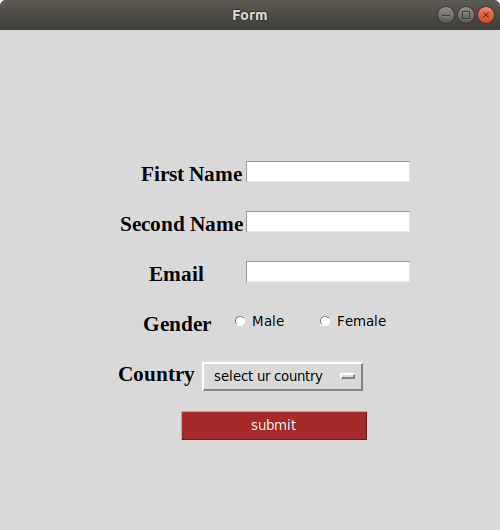 Form
First Name
Second Name
Email
Gender Male Female
Country select ur country
submit